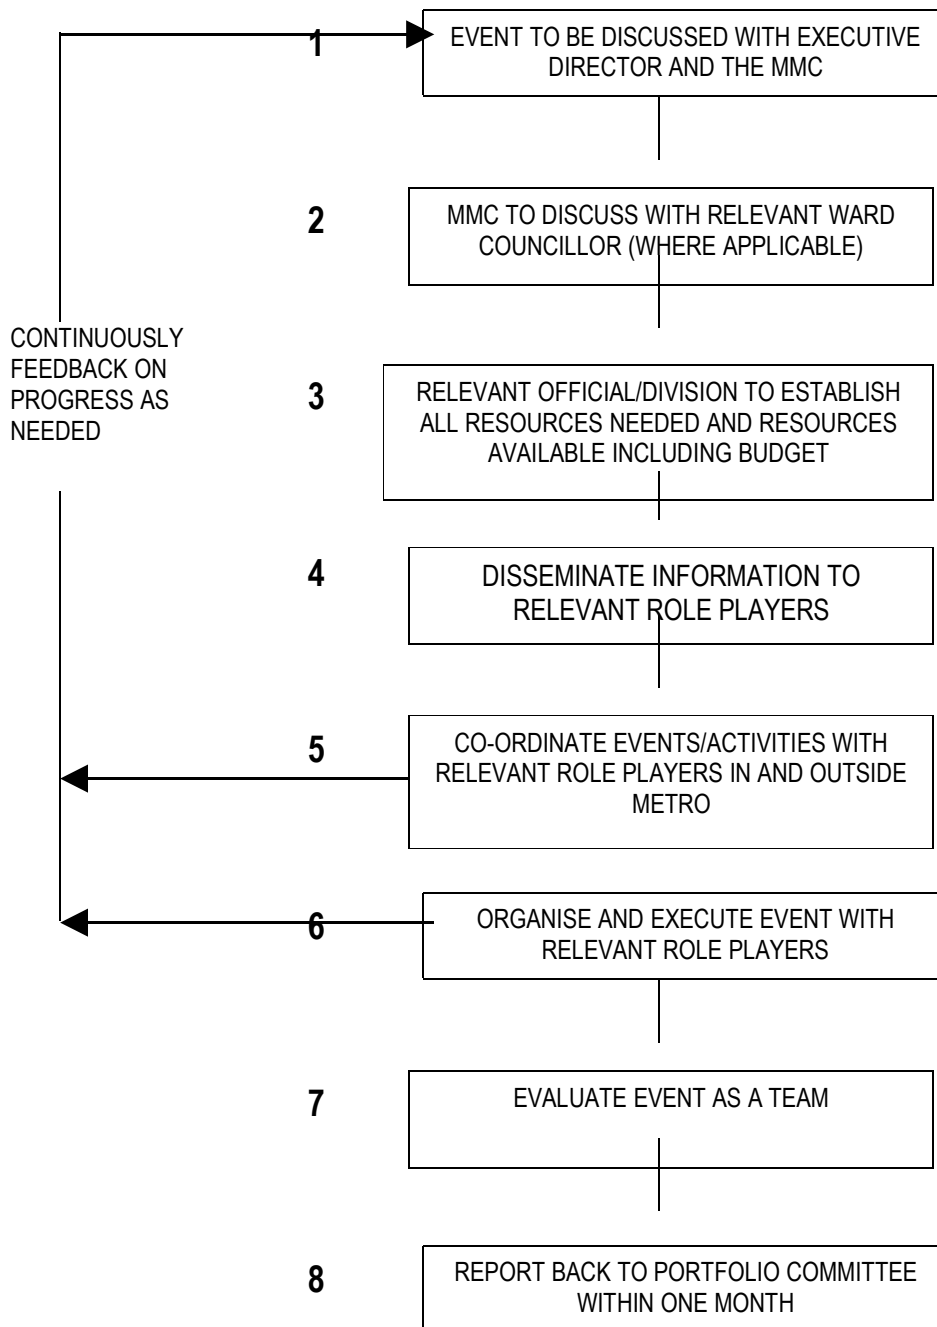 1
EVENT TO BE DISCUSSED WITH EXECUTIVE
DIRECTOR AND THE MMC
2
MMC TO DISCUSS WITH RELEVANT WARD
COUNCILLOR (WHERE APPLICABLE)
CONTINUOUSLY
FEEDBACK ON
PROGRESS AS
NEEDED
3
RELEVANT OFFICIAL/DIVISION TO ESTABLISH
ALL RESOURCES NEEDED AND RESOURCES
AVAILABLE INCLUDING BUDGET
4
DISSEMINATE INFORMATION TO
RELEVANT ROLE PLAYERS
5
CO-ORDINATE EVENTS/ACTIVITIES WITH
RELEVANT ROLE PLAYERS IN AND OUTSIDE
METRO
6
ORGANISE AND EXECUTE EVENT WITH
RELEVANT ROLE PLAYERS
7
EVALUATE EVENT AS A TEAM
8
REPORT BACK TO PORTFOLIO COMMITTEE
WITHIN ONE MONTH